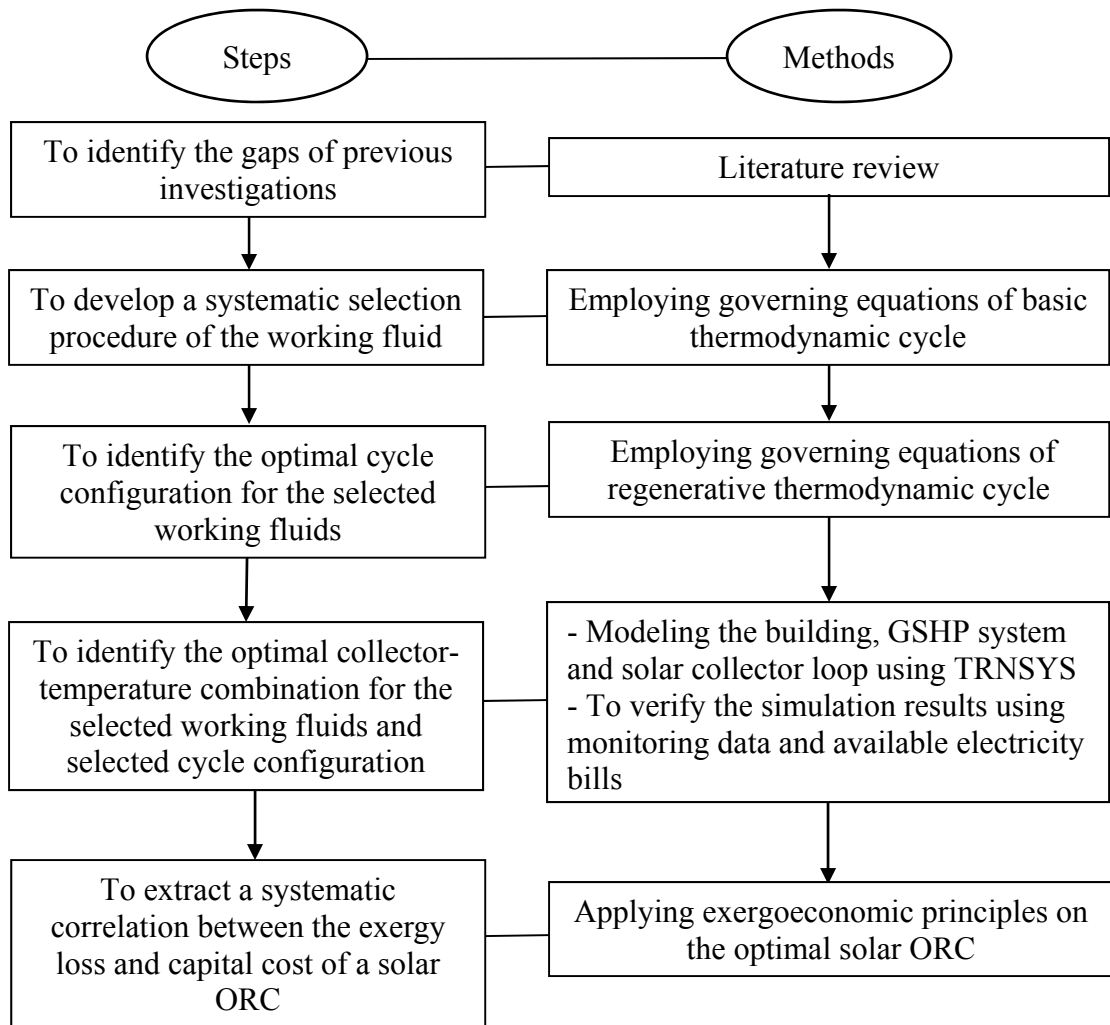 Steps
Methods
To identify the gaps of previous
investigations
Literature review
To develop a systematic selection
procedure of the working fluid
Employing governing equations of basic
thermodynamic cycle
To identify the optimal cycle
configuration for the selected
working fluids
Employing governing equations of
regenerative thermodynamic cycle
To identify the optimal collector-
temperature combination for the
selected working fluids and
selected cycle configuration
- Modeling the building, GSHP system
and solar collector loop using TRNSYS
- To verify the simulation results using
monitoring data and available electricity
bills
To extract a systematic
correlation between the exergy
loss and capital cost of a solar
ORC
Applying exergoeconomic principles on
the optimal solar ORC